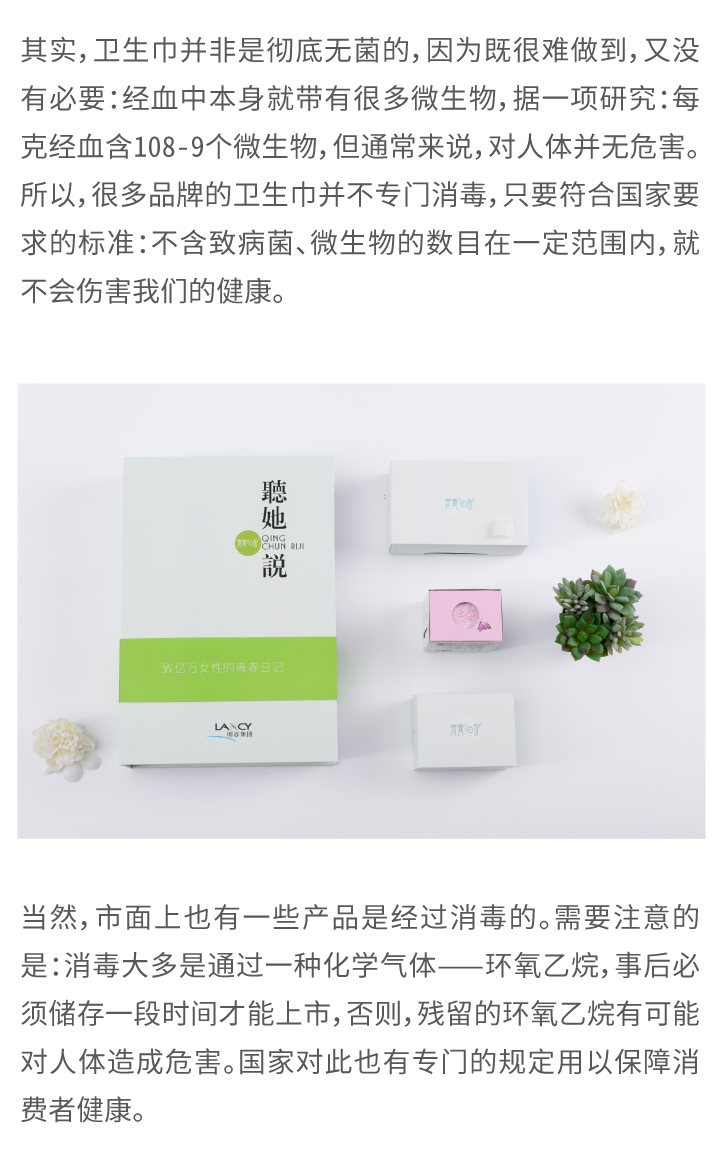 其实，卫生巾并非是彻底无菌的，因为既很难做到，又没
有必要：经血中本身就带有很多微生物，据一项研究：每
克经血含108-9个微生物，但通常来说，对人体并无危害。
所以，很多品牌的卫生巾并不专门消毒，只要符合国家要
求的标准：不含致病菌、微生物的数目在一定范围内，就
不会伤害我们的健康。
聽她説
QING
CHUN RIJI
致亿万女性的青春日记
LANCY
当然，市面上也有一些产品是经过消毒的。需要注意的
是：消毒大多是通过一种化学气体——环氧乙烷，事后必
须储存一段时间才能上市，否则，残留的环氧乙烷有可能
对人体造成危害。国家对此也有专门的规定用以保障消
费者健康。